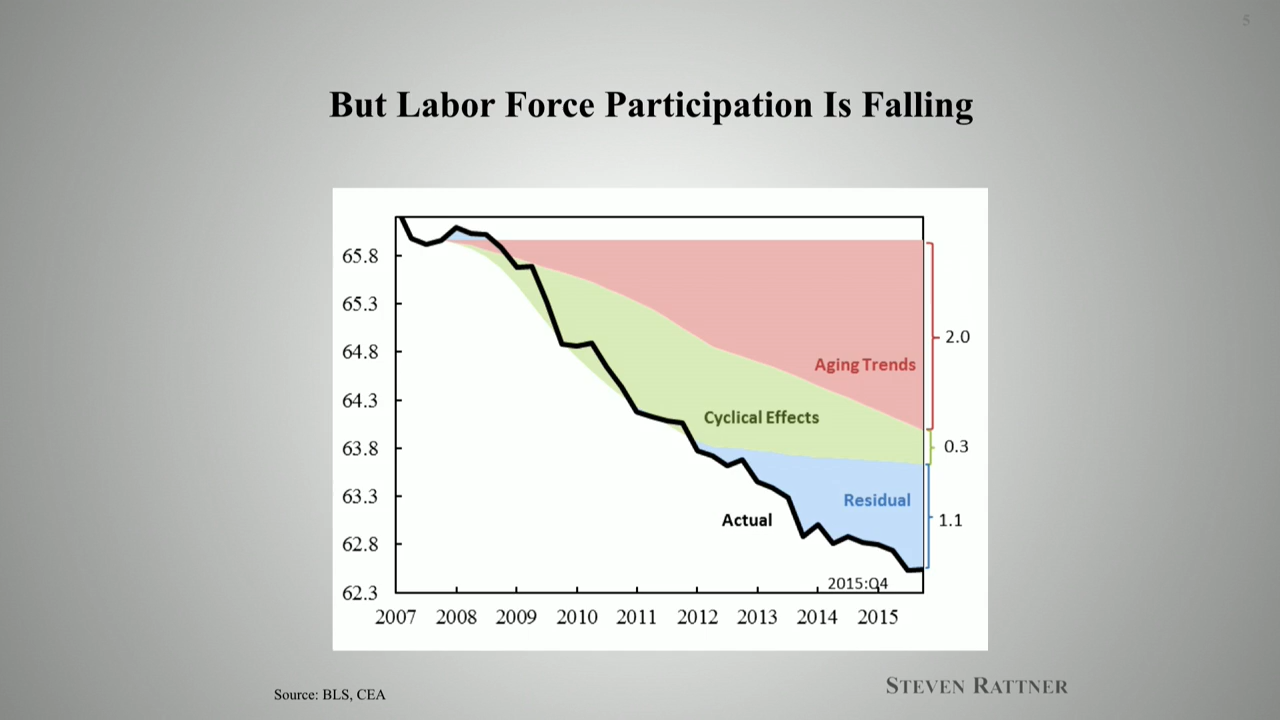 5
But Labor Force Participation Is Falling
65.8
65.3
64.8
64.3
63.8
63.3
62.8
62.3
2.0
Aging Trends
Cyclical Effects
0.3
Residual
Actual
1.1
2015:Q4
2007 2008 2009 2010 2011 2012 2013 2014 2015
Source: BLS, CEA
STEVEN RATTNER